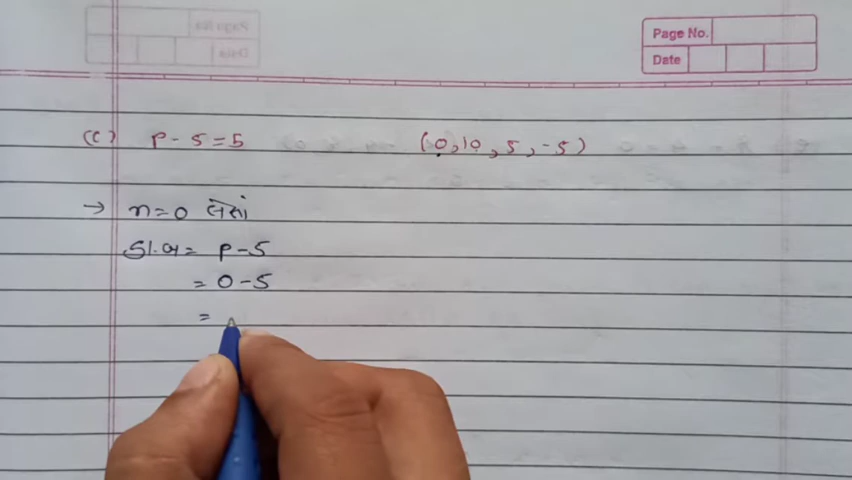 Page No.
Date
(c) P - 5 = 5 (0, 10, 5, -5)
→ n = 0 લેતાં
ડા.બા = P - 5
= 0 - 5
=